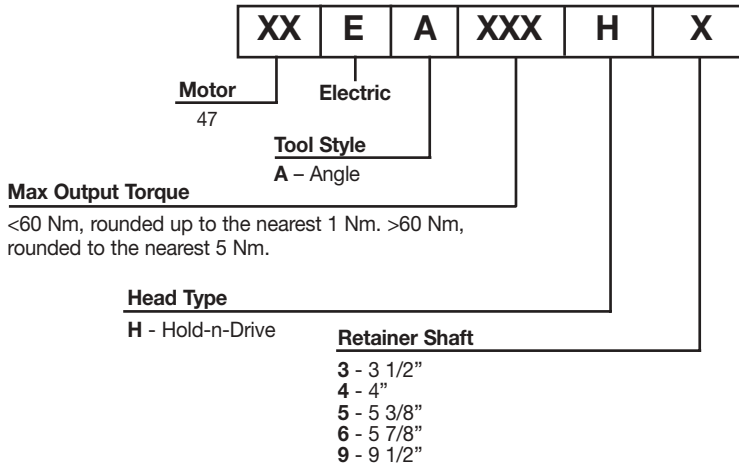 XX E A XXX H X
Motor
47
Electric
Tool Style
A – Angle
Max Output Torque
<60 Nm, rounded up to the nearest 1 Nm. >60 Nm,
rounded to the nearest 5 Nm.
Head Type
H - Hold-n-Drive
Retainer Shaft
3 - 3 1/2”
4 - 4”
5 - 5 3/8”
6 - 5 7/8”
9 - 9 1/2”